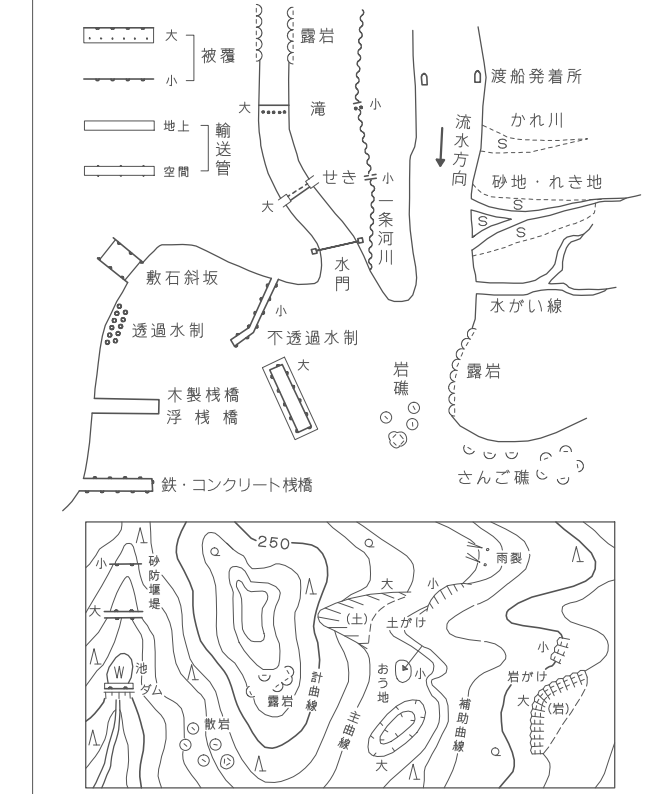 大
被覆
小
地上
輸送管
空間
露岩
大
滝
小
せき
小
大
一条河川
水門
流水方向
渡船発着所
かれ川
S
砂地・れき地
S
S
S
水がい線
露岩
敷石斜坂
透過水制
小
不透過水制
大
木製桟橋
浮桟橋
鉄・コンクリート桟橋
岩礁
さんご礁
小
砂防堰堤
大
W
池
ダム
散岩
250
露岩
計曲線
主曲線
大
小
(土)
土がけ
おう地
小
大
補助曲線
雨裂
小
岩がけ
大
(岩)